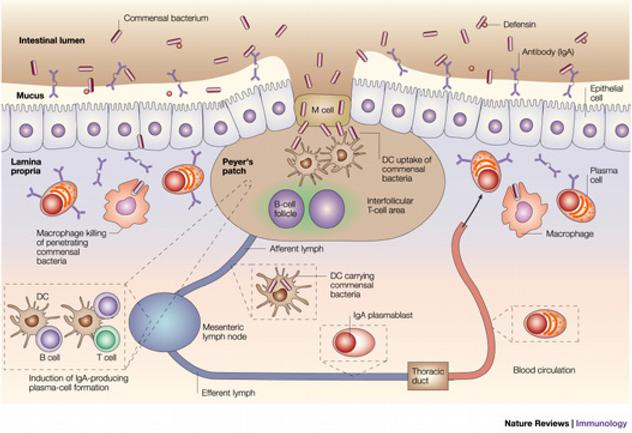 Commensal bacterium
Defensin
Intestinal lumen
Antibody (IgA)
Epithelial
cell
Mucus
M cell
Lamina
propria
Peyer's
patch
DC uptake of
commensal
bacteria
Plasma
cell
B-cell
follicle
Interfollicular
T-cell area
Macrophage killing
of penetrating
commensal
bacteria
Macrophage
Afferent lymph
DC carrying
commensal
bacteria
DC
IgA plasmablast
Mesenteric
lymph node
B cell
T cell
Thoracic
duct
Blood circulation
Induction of IgA-producing
plasma-cell formation
Efferent lymph
Nature Reviews | Immunology